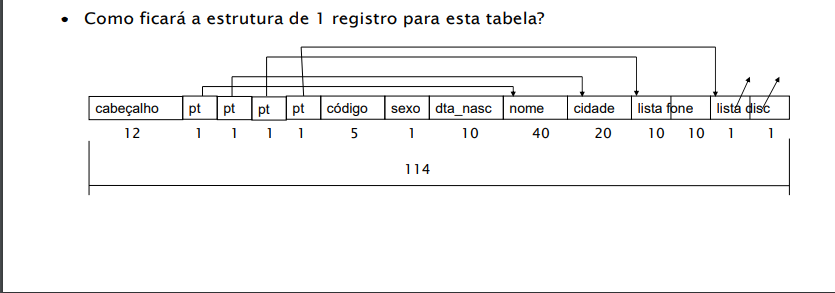 • Como ficará a estrutura de 1 registro para esta tabela?
cabeçalho pt pt pt pt código sexo dta_nasc nome cidade lista fone lista disc
12 1 1 1 1 5 1 10 40 20 10 10 1 1
114